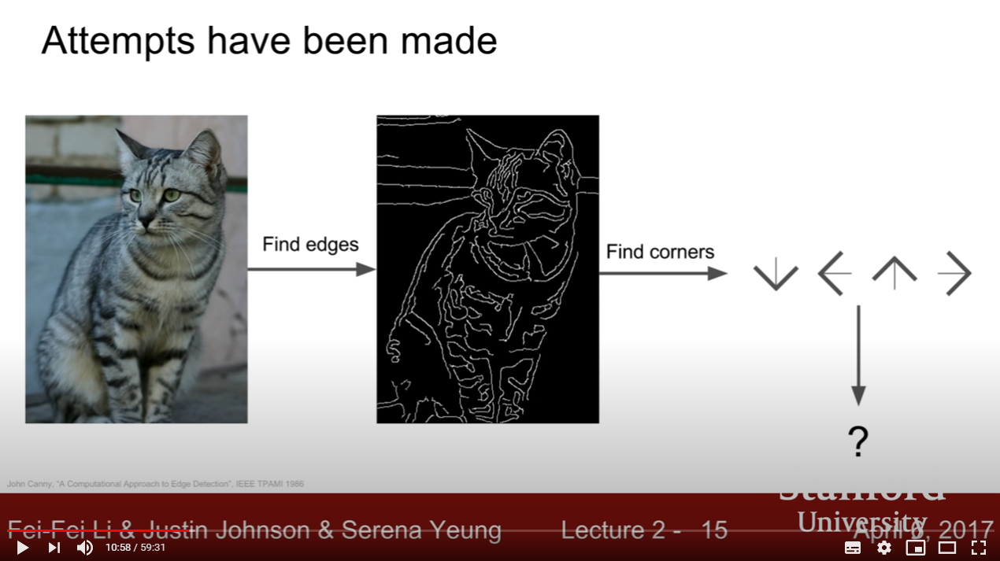 Attempts have been made
Find edges
Find corners
?
John Canny, "A Computational Approach to Edge Detection", IEEE TPAMI 1986
Stanford
University
Fei-Fei Li & Justin Johnson & Serena Yeung
Lecture 2 - 15
April , 2017
10:58 / 59:31